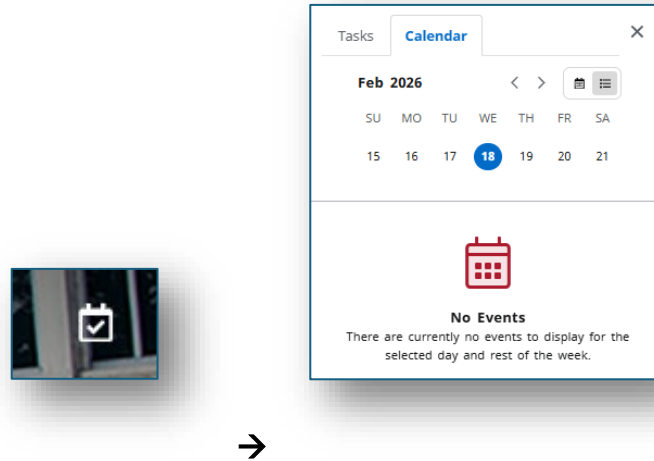 Tasks Calendar
Feb 2026
SU MO TU WE TH FR SA
15 16 17 18 19 20 21
No Events
There are currently no events to display for the
selected day and rest of the week.